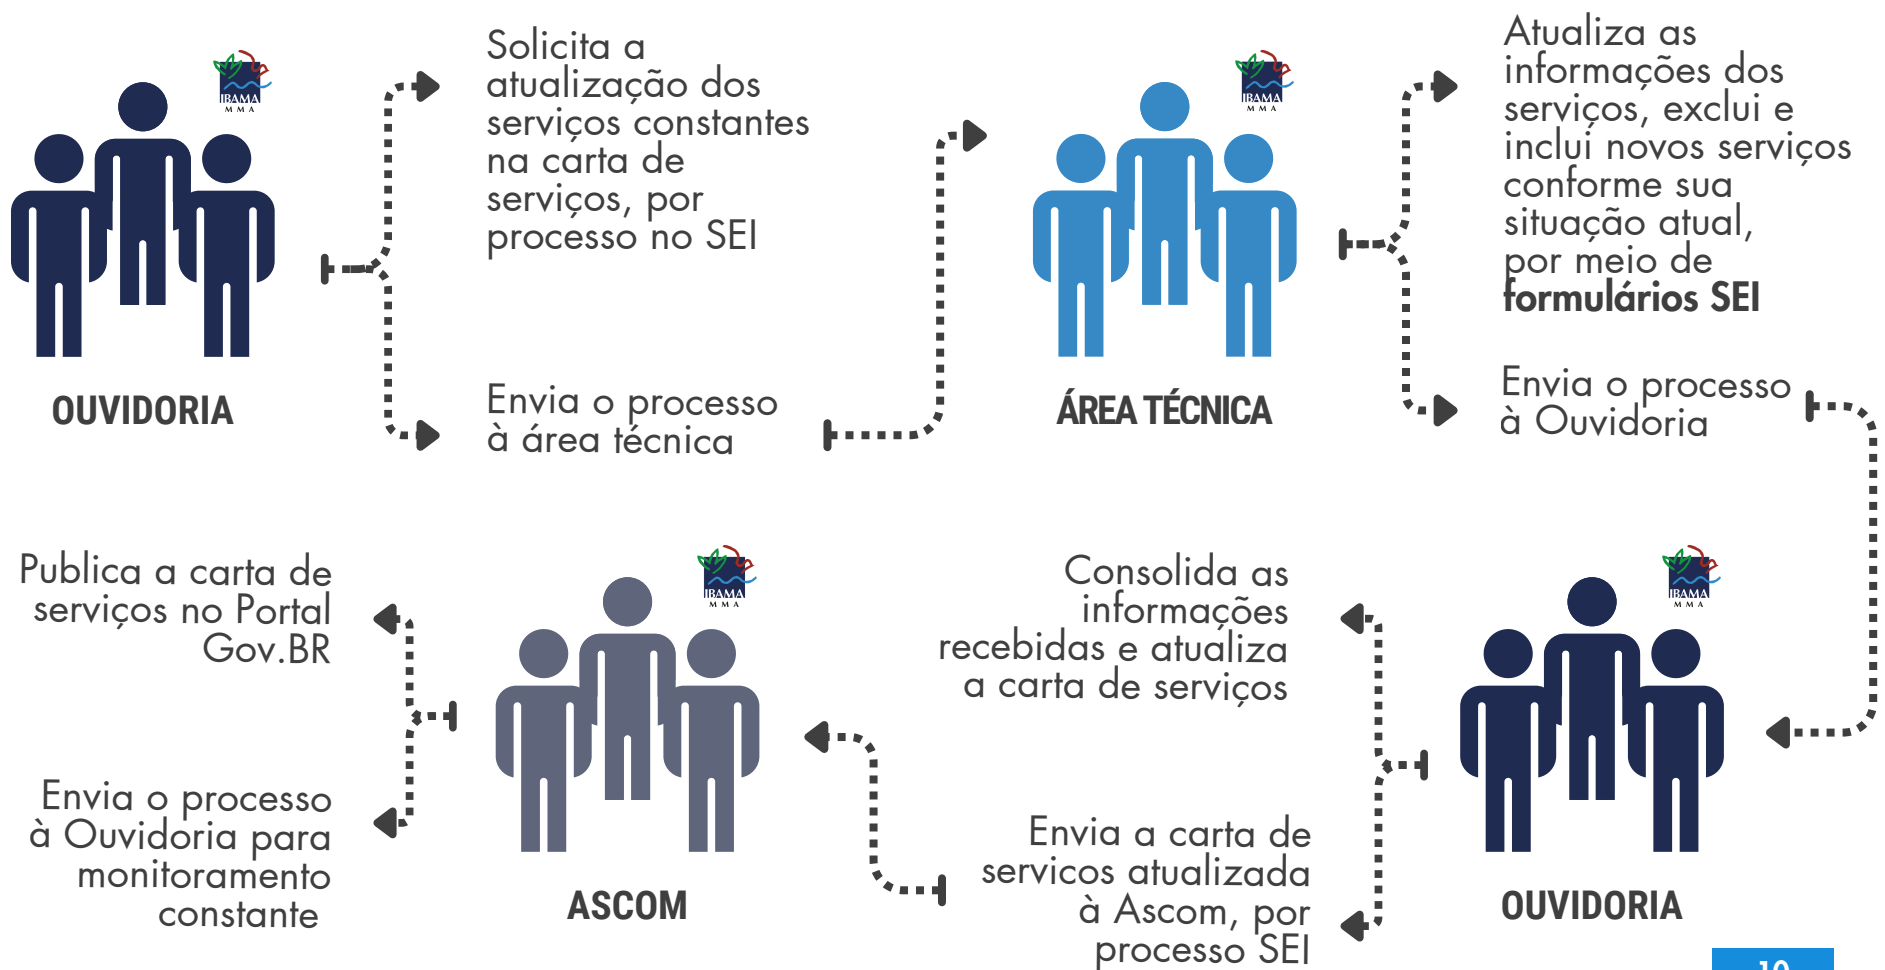 IBAMA
M M A
Solicita a
atualização dos
serviços constantes
na carta de
serviços, por
processo no SEI
OUVIDORIA
Envia o processo
à área técnica
IBAMA
M M A
ÁREA TÉCNICA
Atualiza as
informações dos
serviços, exclui e
inclui novos serviços
conforme sua
situação atual,
por meio de
formulários SEI
Envia o processo
à Ouvidoria
IBAMA
M M A
OUVIDORIA
Consolida as
informações
recebidas e atualiza
a carta de serviços
Envia a carta de
servicos atualizada
à Ascom, por
processo SEI
IBAMA
M M A
ASCOM
Publica a carta de
serviços no Portal
Gov.BR
Envia o processo
à Ouvidoria para
monitoramento
constante